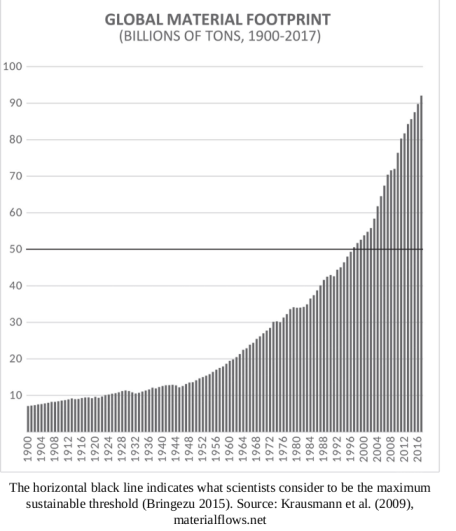 GLOBAL MATERIAL FOOTPRINT
(BILLIONS OF TONS, 1900-2017)
100
90
80
70
60
50
40
30
20
10
1900 1904 1908 1912 1916 1920 1924 1928 1932 1936 1940 1944 1948 1952 1956 1960 1964 1968 1972 1976 1980 1984 1988 1992 1996 2000 2004 2008 2012 2016
The horizontal black line indicates what scientists consider to be the maximum
sustainable threshold (Bringezu 2015). Source: Krausmann et al. (2009),
materialflows.net